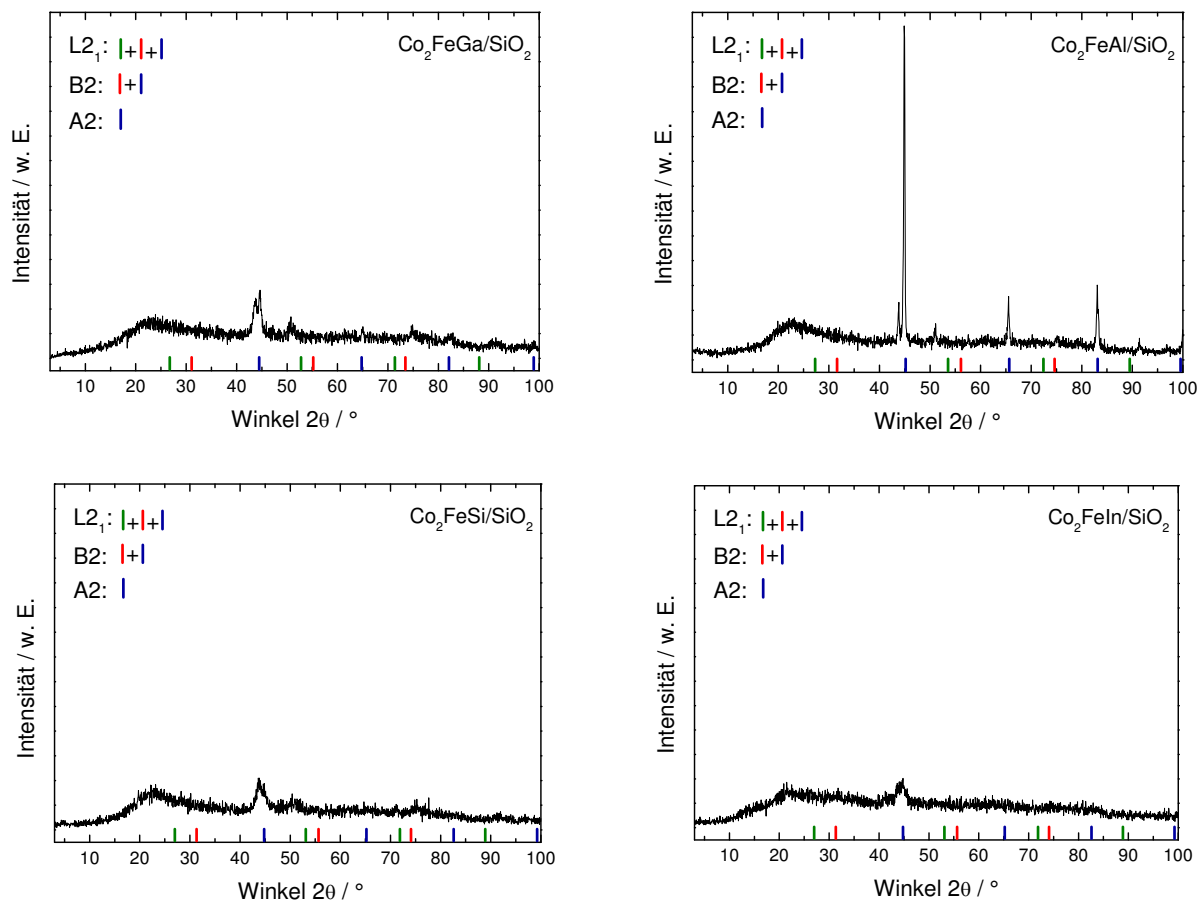 L2₁: + +
Co₂FeGa/SiO₂
B2: +
A2:
Intensität / w. E.
10 20 30 40 50 60 70 80 90 100
Winkel 2θ / °
L2₁: + +
Co₂FeAl/SiO₂
B2: +
A2:
Intensität / w. E.
10 20 30 40 50 60 70 80 90 100
Winkel 2θ / °
L2₁: + +
Co₂FeSi/SiO₂
B2: +
A2:
Intensität / w. E.
10 20 30 40 50 60 70 80 90 100
Winkel 2θ / °
L2₁: + +
Co₂FeIn/SiO₂
B2: +
A2:
Intensität / w. E.
10 20 30 40 50 60 70 80 90 100
Winkel 2θ / °